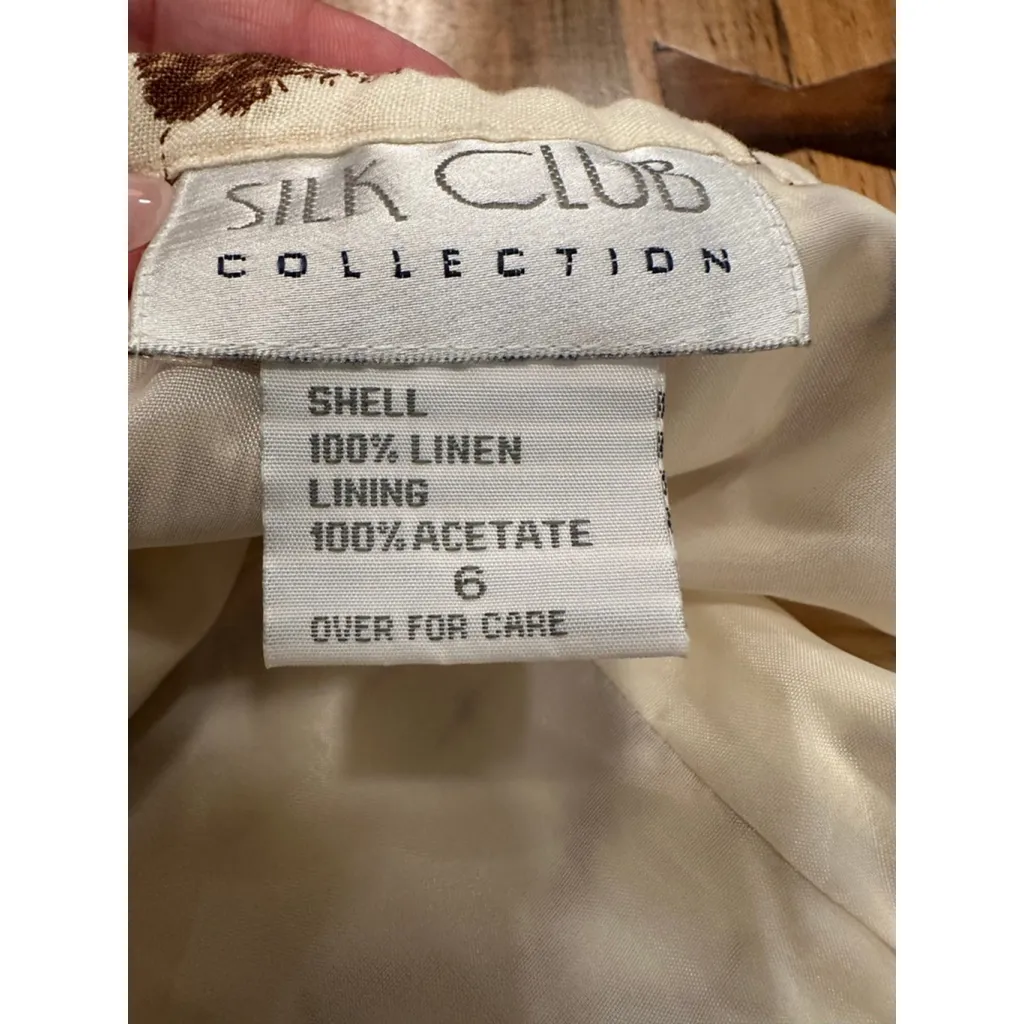 SILK CLUB
COLLECTION
SHELL
100% LINEN
LINING
100% ACETATE
6
OVER FOR CARE